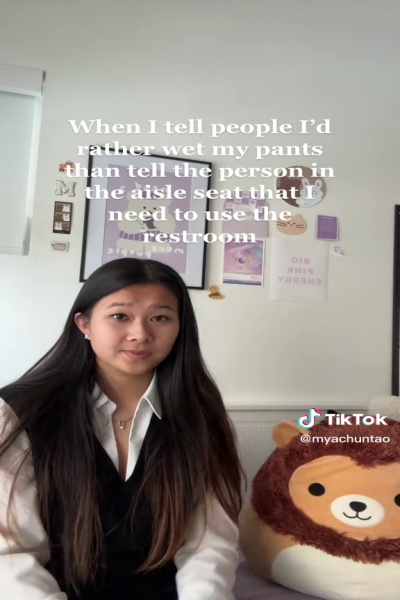 When I tell people I'd
rather wet my pants
than tell the person in
the aisle seat that I
need to use the
restroom
M
BIG
PINK
ENERGY
TikTok
@myachuntao